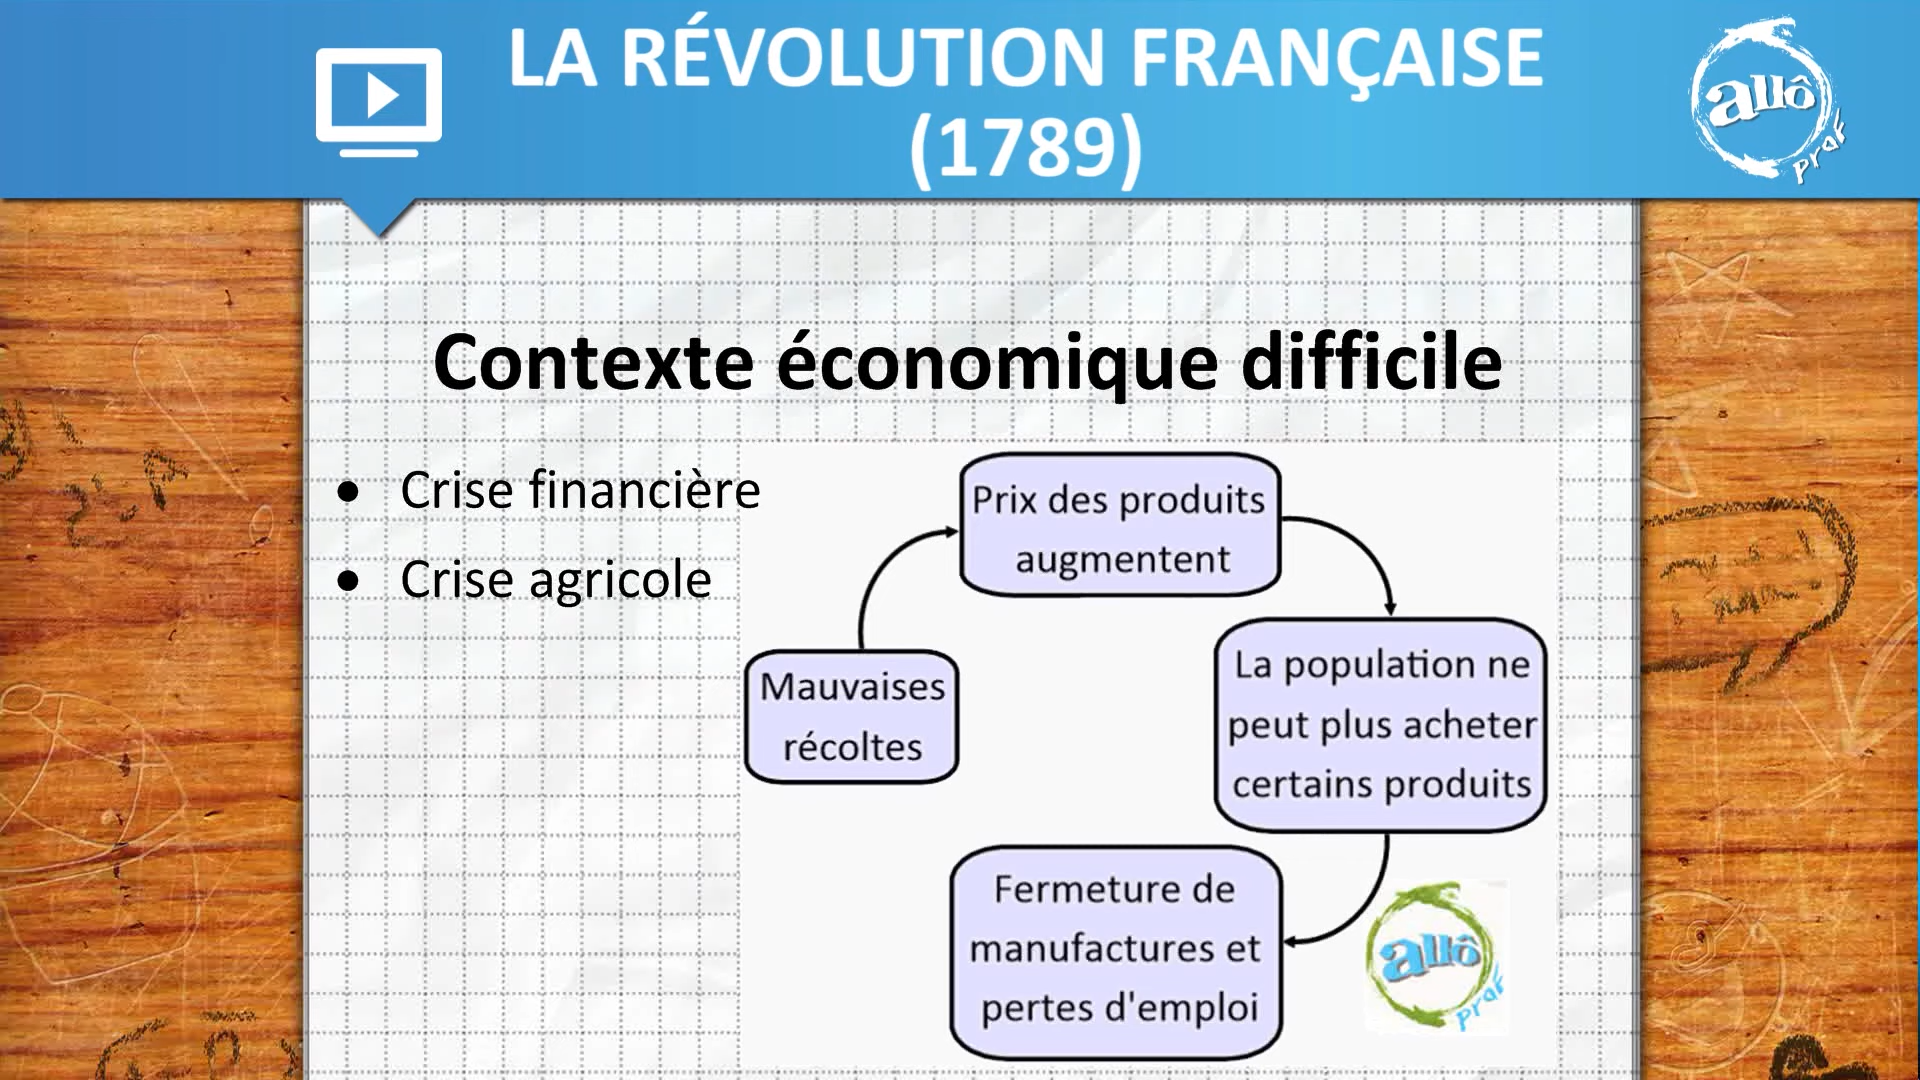 LA RÉVOLUTION FRANÇAISE
(1789)
allô
prof
Contexte économique difficile
• Crise financière
• Crise agricole
Prix des produits
augmentent
Mauvaises
récoltes
La population ne
peut plus acheter
certains produits
Fermeture de
manufactures et
pertes d'emploi
allô
prof